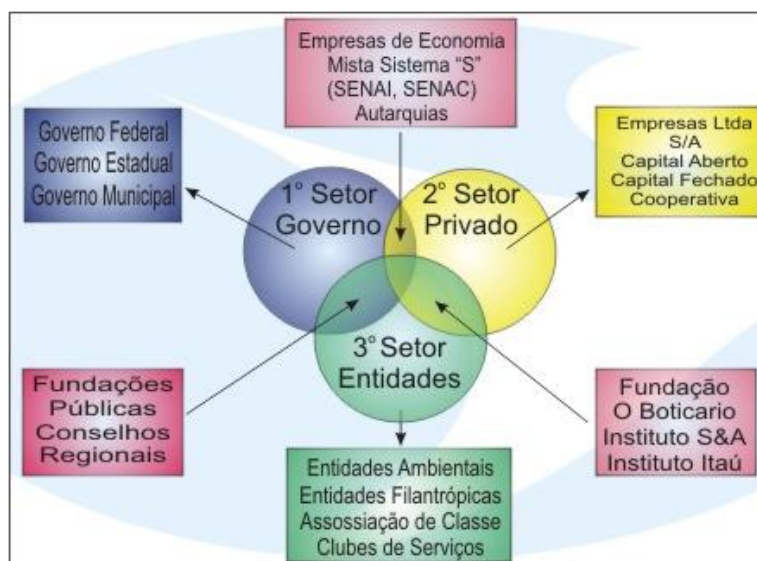 Empresas de Economia
Mista Sistema “S”
(SENAI, SENAC)
Autarquias
Governo Federal
Governo Estadual
Governo Municipal
Empresas Ltda
S/A
Capital Aberto
Capital Fechado
Cooperativa
1° Setor
Governo
2° Setor
Privado
3° Setor
Entidades
Fundações
Públicas
Conselhos
Regionais
Fundação
O Boticario
Instituto S&A
Instituto Itaú
Entidades Ambientais
Entidades Filantrópicas
Assossiação de Classe
Clubes de Serviços